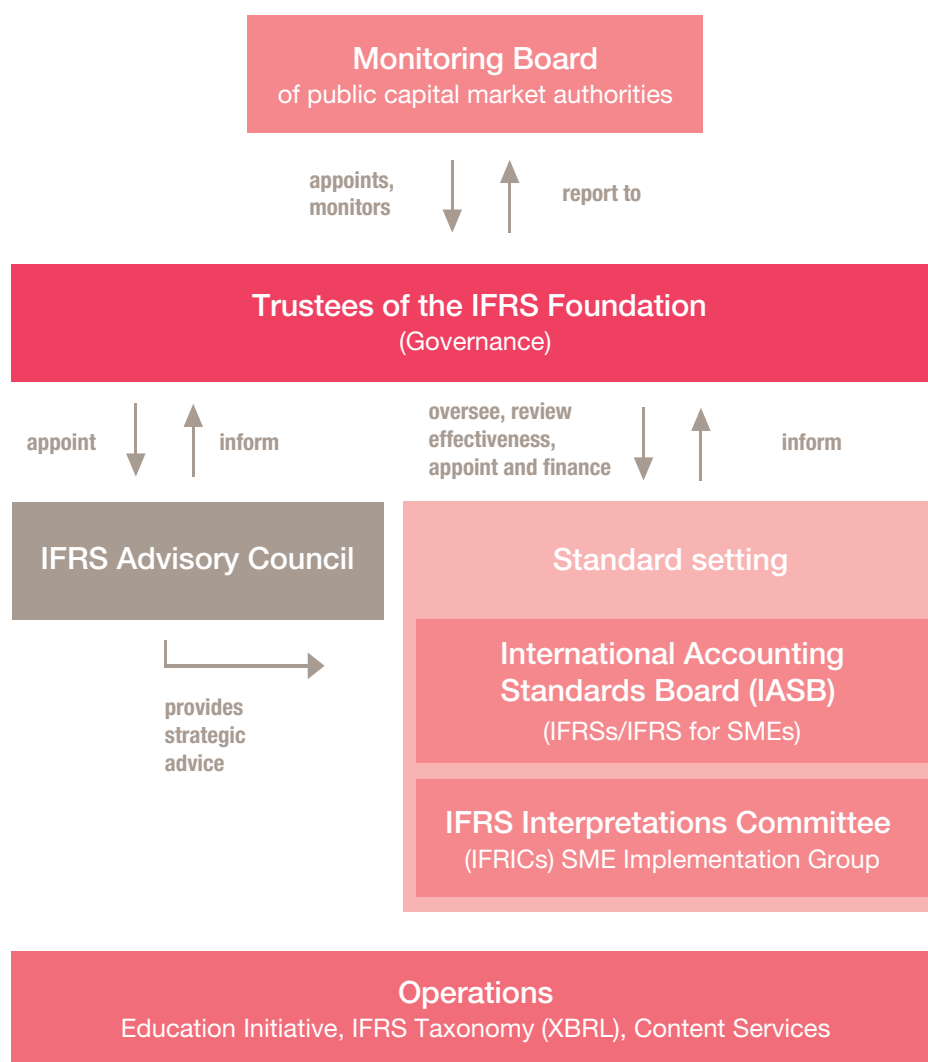 Monitoring Board
of public capital market authorities
appoints,
monitors
report to
Trustees of the IFRS Foundation
(Governance)
appoint
inform
oversee, review
effectiveness,
appoint and finance
inform
IFRS Advisory Council
Standard setting
International Accounting
Standards Board (IASB)
(IFRSs/IFRS for SMEs)
provides
strategic
advice
IFRS Interpretations Committee
(IFRICs) SME Implementation Group
Operations
Education Initiative, IFRS Taxonomy (XBRL), Content Services